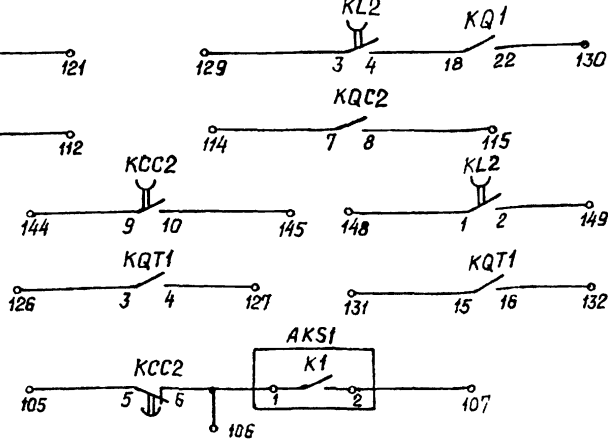 KL2 KQ1
121 129 3 4 18 22 130
KQC2
112 114 7 8 115
KCC2 KL2
144 9 10 145 148 1 2 149
KQT1 KQT1
126 3 4 127 131 15 16 132
AKS1
KCC2 K1
105 5 6 1 2 107
106